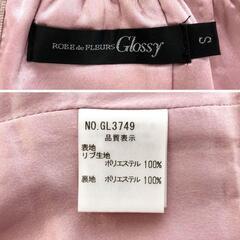 ROBE de FLEURS Glossy
S
NO.GL3749
品質表示
表地
リブ生地
ポリエステル 100%
裏地 ポリエステル 100%